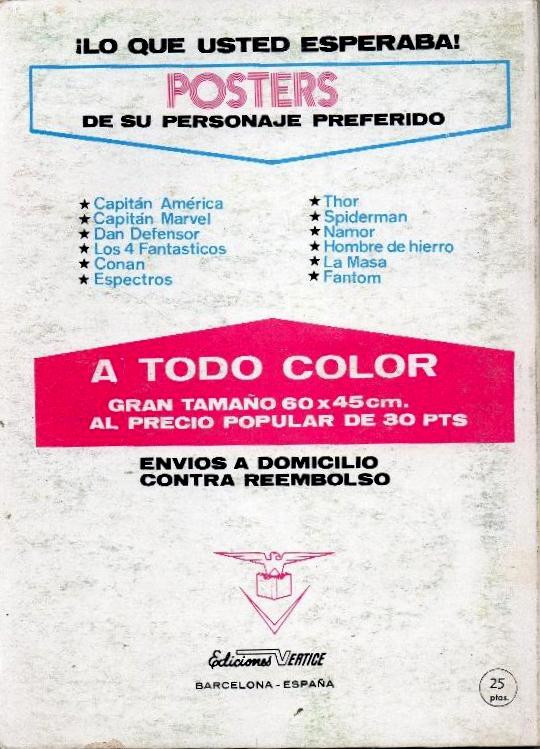 ¡LO QUE USTED ESPERABA!
POSTERS
DE SU PERSONAJE PREFERIDO
★ Capitán América
★ Capitán Marvel
★ Dan Defensor
★ Los 4 Fantasticos
★ Conan
★ Espectros
★ Thor
★ Spiderman
★ Namor
★ Hombre de hierro
★ La Masa
★ Fantom
A TODO COLOR
GRAN TAMAÑO 60 x 45 cm.
AL PRECIO POPULAR DE 30 PTS
ENVIOS A DOMICILIO
CONTRA REEMBOLSO
Ediciones VERTICE
BARCELONA - ESPAÑA
25
ptas.